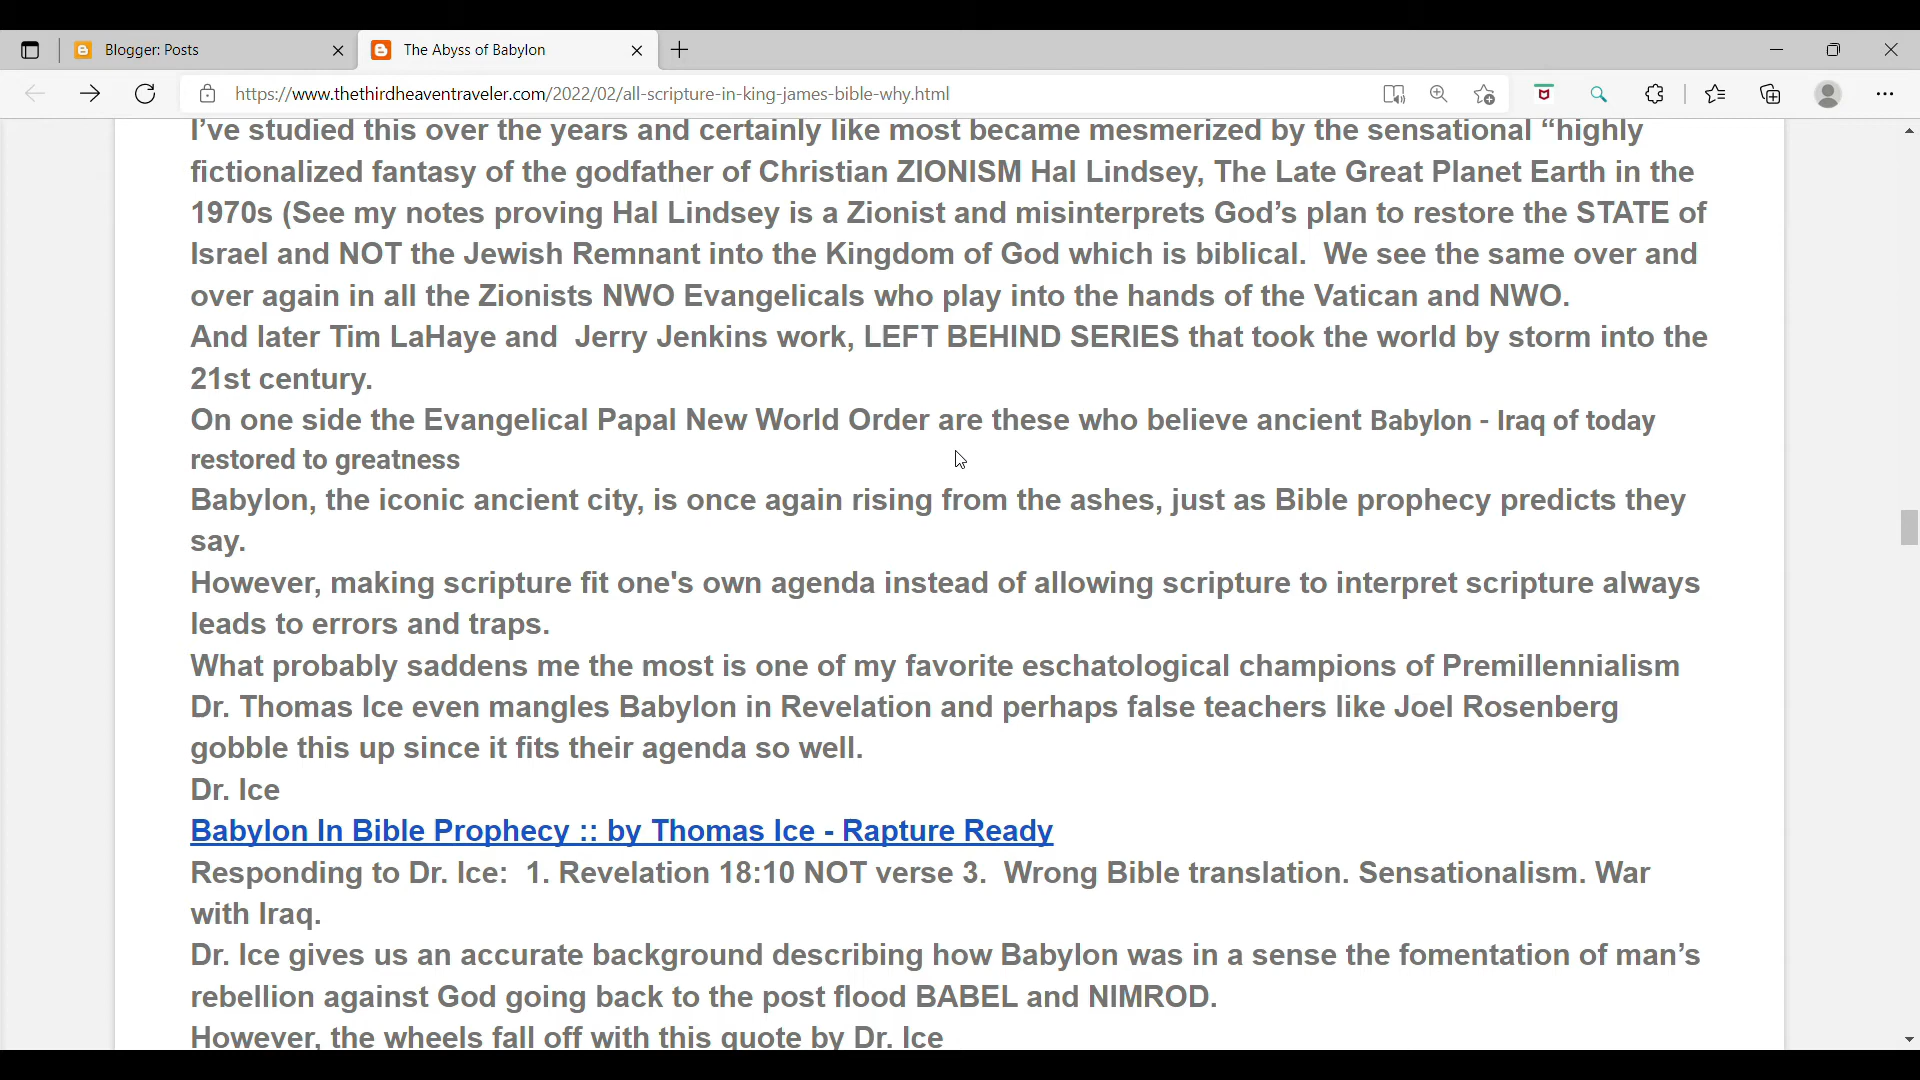 Blogger: Posts
The Abyss of Babylon
https://www.thethirdheaventraveler.com/2022/02/all-scripture-in-king-james-bible-why.html
I’ve studied this over the years and certainly like most became mesmerized by the sensational “highly
fictionalized fantasy of the godfather of Christian ZIONISM Hal Lindsey, The Late Great Planet Earth in the
1970s (See my notes proving Hal Lindsey is a Zionist and misinterprets God’s plan to restore the STATE of
Israel and NOT the Jewish Remnant into the Kingdom of God which is biblical.  We see the same over and
over again in all the Zionists NWO Evangelicals who play into the hands of the Vatican and NWO.
And later Tim LaHaye and  Jerry Jenkins work, LEFT BEHIND SERIES that took the world by storm into the
21st century.
On one side the Evangelical Papal New World Order are these who believe ancient Babylon - Iraq of today
restored to greatness
Babylon, the iconic ancient city, is once again rising from the ashes, just as Bible prophecy predicts they
say.
However, making scripture fit one's own agenda instead of allowing scripture to interpret scripture always
leads to errors and traps.
What probably saddens me the most is one of my favorite eschatological champions of Premillennialism
Dr. Thomas Ice even mangles Babylon in Revelation and perhaps false teachers like Joel Rosenberg
gobble this up since it fits their agenda so well.
Dr. Ice
Babylon In Bible Prophecy :: by Thomas Ice - Rapture Ready
Responding to Dr. Ice:  1. Revelation 18:10 NOT verse 3.  Wrong Bible translation. Sensationalism. War
with Iraq.
Dr. Ice gives us an accurate background describing how Babylon was in a sense the fomentation of man’s
rebellion against God going back to the post flood BABEL and NIMROD.
However, the wheels fall off with this quote by Dr. Ice